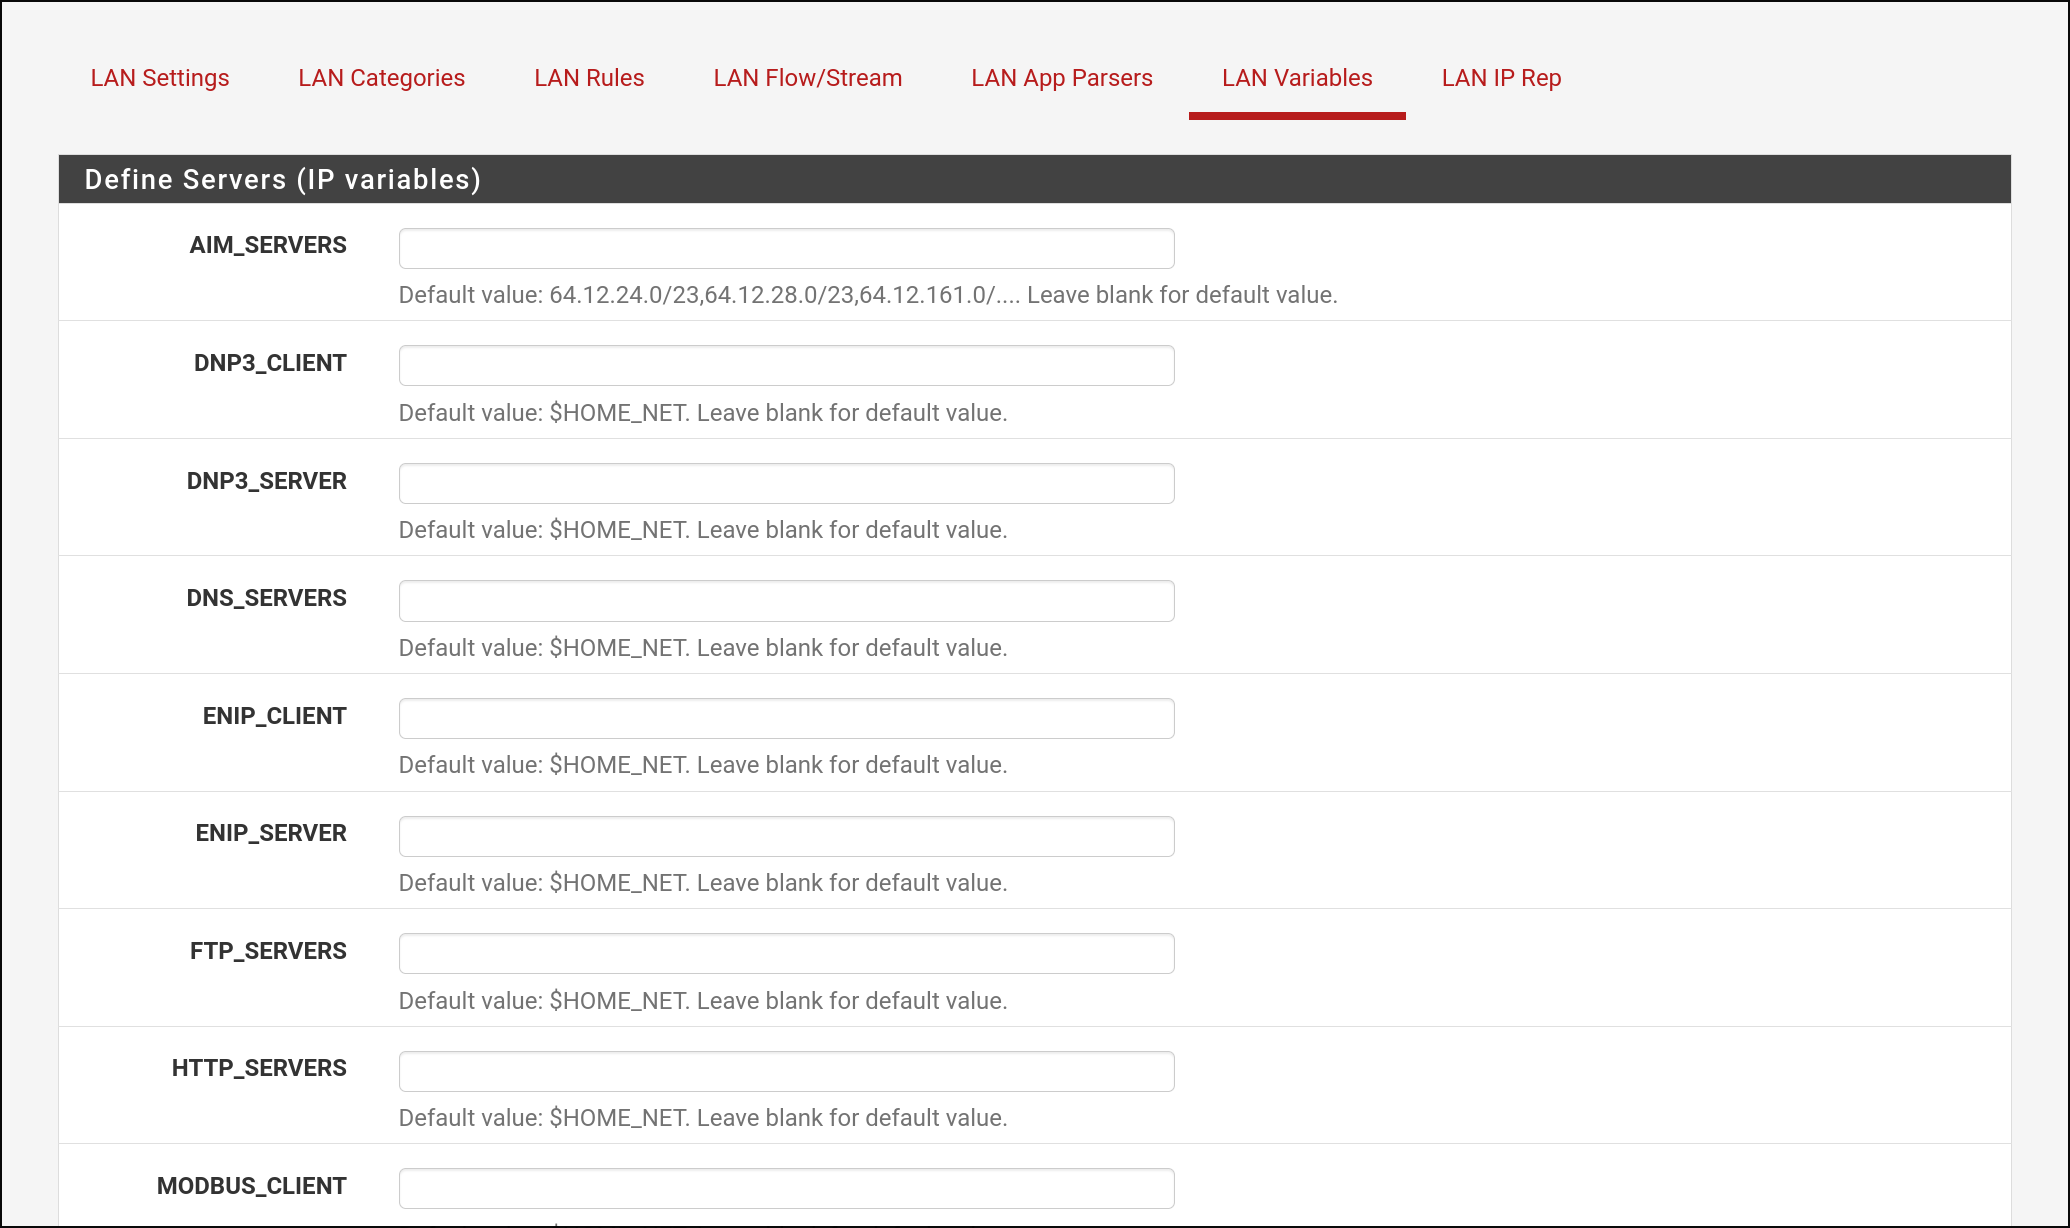 LAN Settings LAN Categories LAN Rules LAN Flow/Stream LAN App Parsers LAN Variables LAN IP Rep
Define Servers (IP variables)
AIM_SERVERS
Default value: 64.12.24.0/23,64.12.28.0/23,64.12.161.0/.... Leave blank for default value.
DNP3_CLIENT
Default value: $HOME_NET. Leave blank for default value.
DNP3_SERVER
Default value: $HOME_NET. Leave blank for default value.
DNS_SERVERS
Default value: $HOME_NET. Leave blank for default value.
ENIP_CLIENT
Default value: $HOME_NET. Leave blank for default value.
ENIP_SERVER
Default value: $HOME_NET. Leave blank for default value.
FTP_SERVERS
Default value: $HOME_NET. Leave blank for default value.
HTTP_SERVERS
Default value: $HOME_NET. Leave blank for default value.
MODBUS_CLIENT